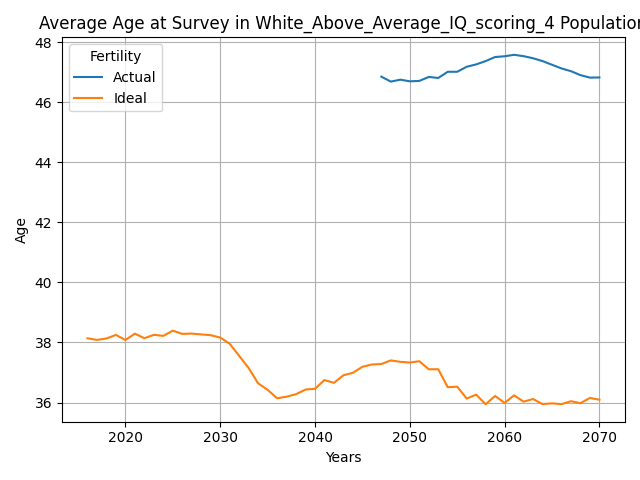 Average Age at Survey in White_Above_Average_IQ_scoring_4 Population
Fertility
Actual
Ideal
48
46
44
42
40
38
36
Age
2020 2030 2040 2050 2060 2070
Years